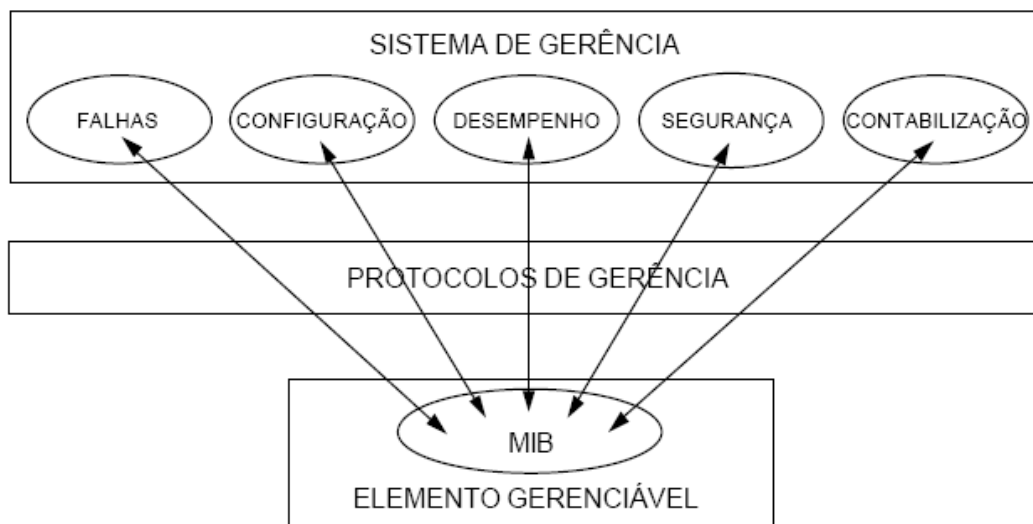 SISTEMA DE GERÊNCIA
FALHAS CONFIGURAÇÃO DESEMPENHO SEGURANÇA CONTABILIZAÇÃO
PROTOCOLOS DE GERÊNCIA
MIB
ELEMENTO GERENCIÁVEL